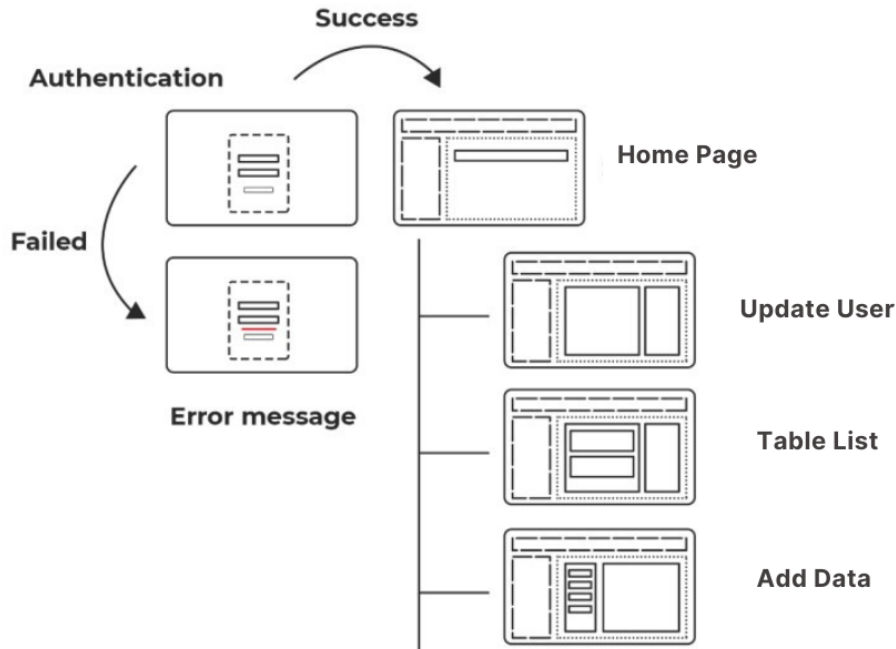 Success
Authentication
Home Page
Failed
Update User
Error message
Table List
Add Data